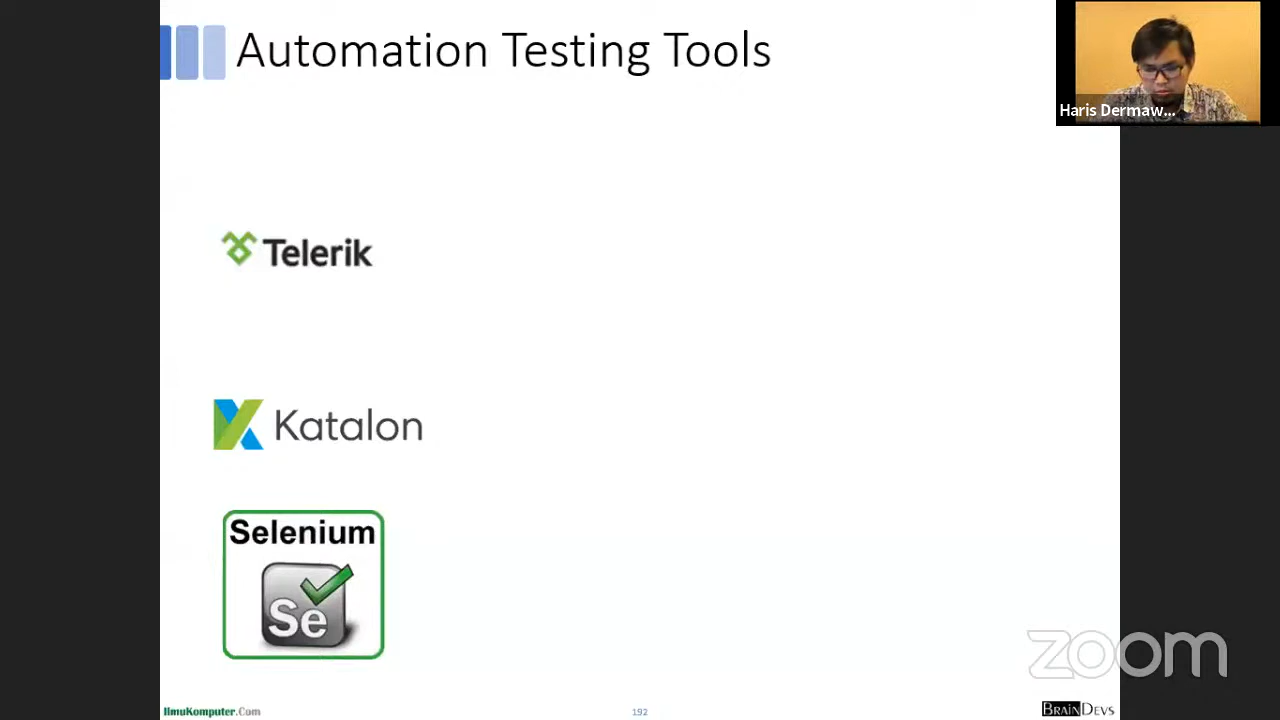 Automation Testing Tools
Haris Dermaw...
Telerik
Katalon
Selenium
Se
zoom
IlmuKomputer.Com
192
BRAINDEVS